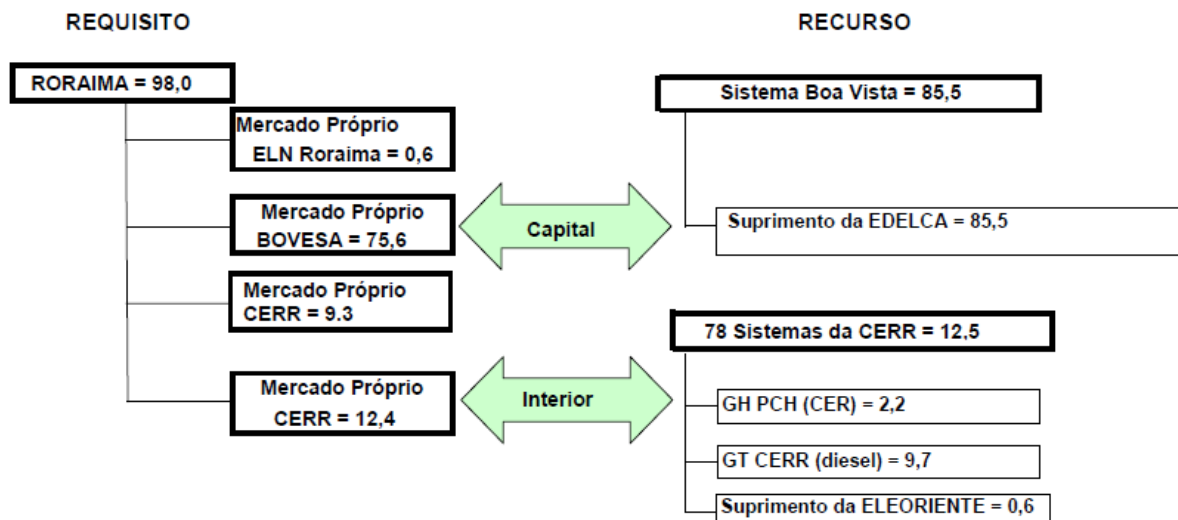 REQUISITO
RORAIMA = 98,0
Mercado Próprio
ELN Roraima = 0,6
Mercado Próprio
BOVESA = 75,6
Mercado Próprio
CERR = 9.3
Mercado Próprio
CERR = 12,4
Capital
Interior
RECURSO
Sistema Boa Vista = 85,5
Suprimento da EDELCA = 85,5
78 Sistemas da CERR = 12,5
GH PCH (CER) = 2,2
GT CERR (diesel) = 9,7
Suprimento da ELEORIENTE = 0,6